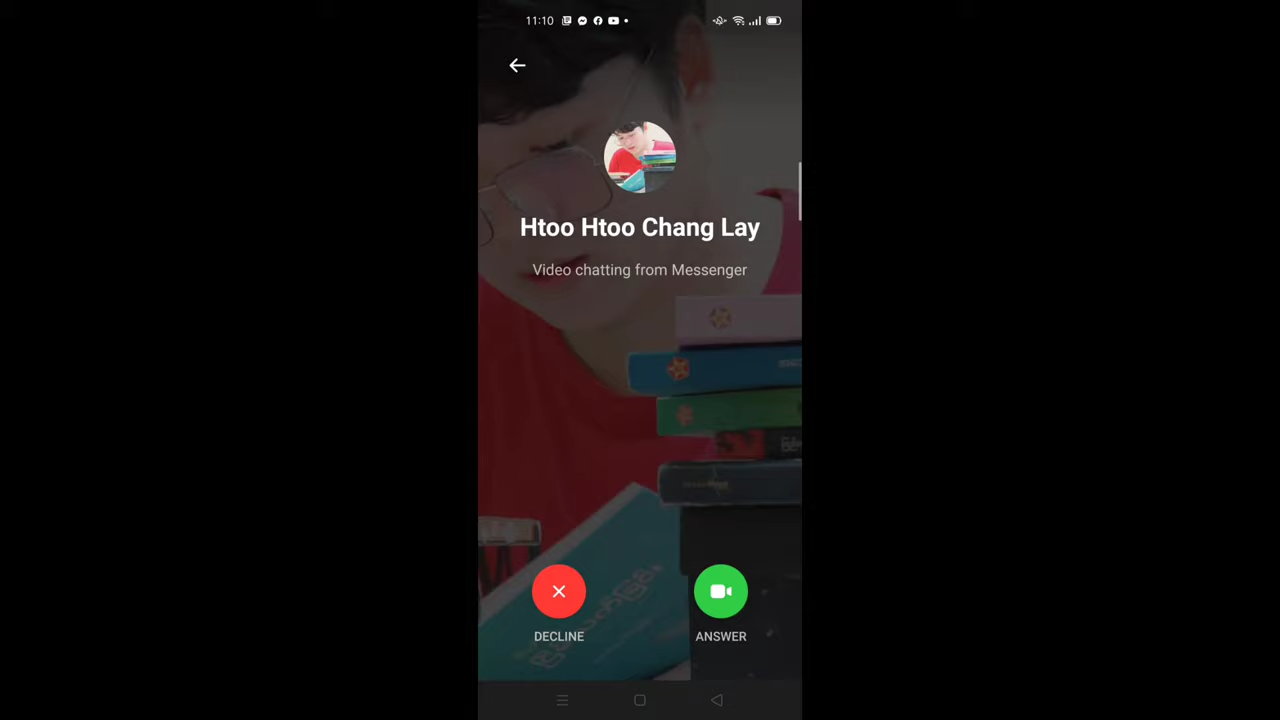 11:10
Htoo Htoo Chang Lay
Video chatting from Messenger
DECLINE
ANSWER